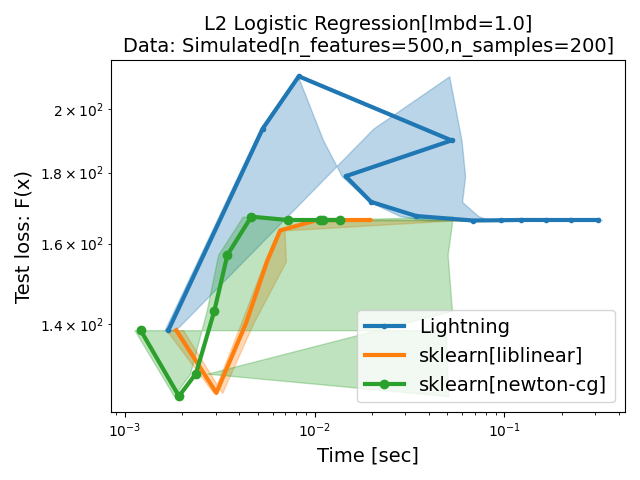 L2 Logistic Regression[lmbd=1.0]
Data: Simulated[n_features=500,n_samples=200]
Test loss: F(x)
2 × 10²
1.8 × 10²
1.6 × 10²
1.4 × 10²
Lightning
sklearn[liblinear]
sklearn[newton-cg]
10⁻³ 10⁻² 10⁻¹
Time [sec]